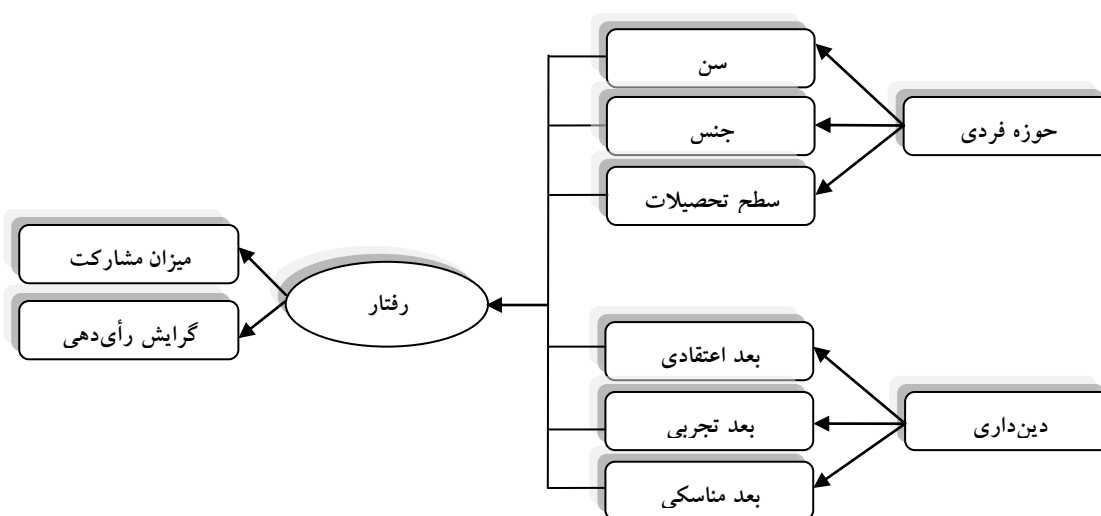 سن
جنس
حوزه فردی
سطح تحصیلات
میزان مشارکت
رفتار
گرایش رأی‌دهی
بعد اعتقادی
بعد تجربی
دین‌داری
بعد مناسکی